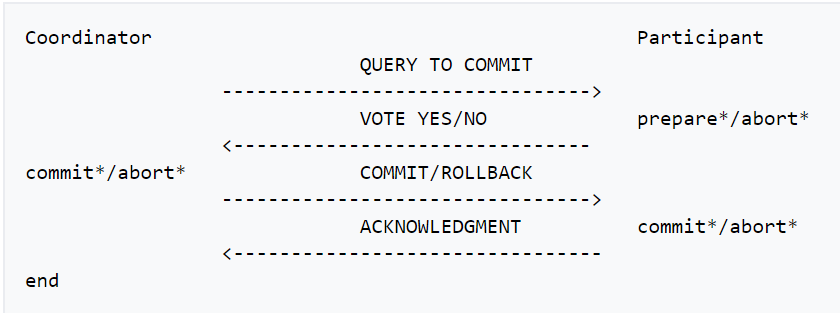 Coordinator                                         Participant
                             QUERY TO COMMIT
                 -------------------------------->
                             VOTE YES/NO            prepare*/abort*
                 <-------------------------------
commit*/abort*               COMMIT/ROLLBACK
                 -------------------------------->
                             ACKNOWLEDGMENT         commit*/abort*
                 <--------------------------------
end